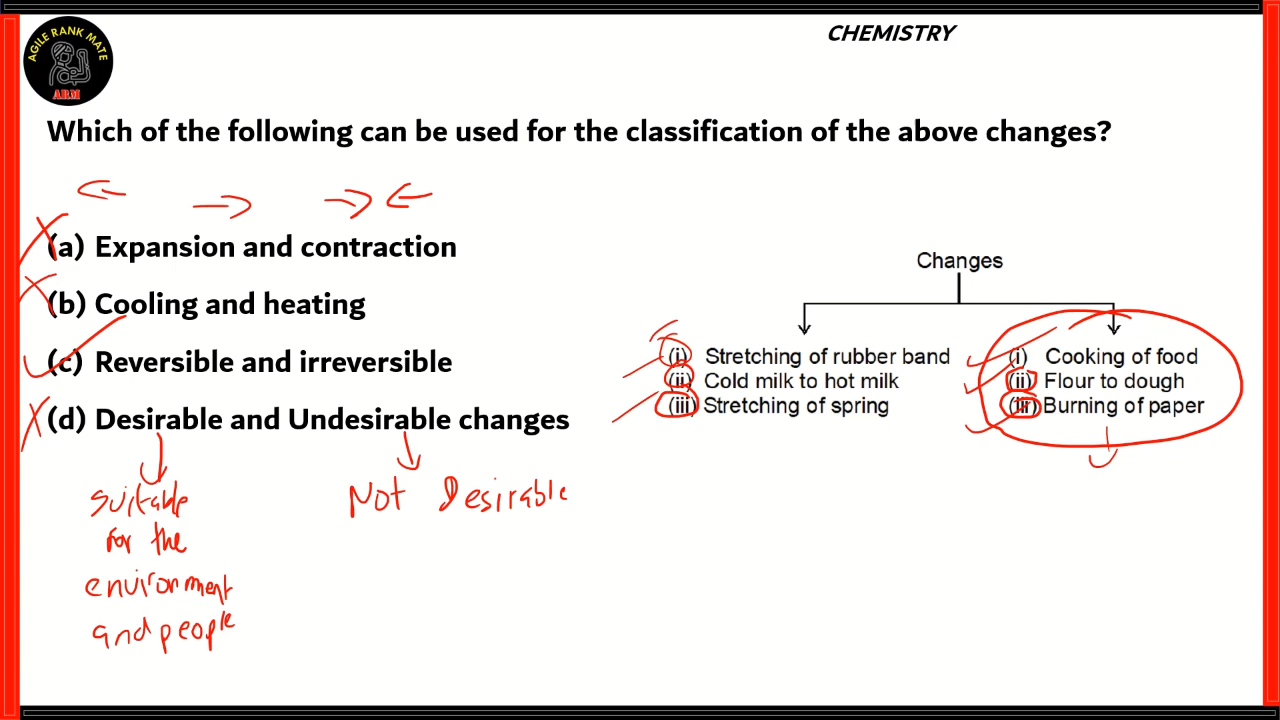 AGILE RANK MATE
ARM
CHEMISTRY
Which of the following can be used for the classification of the above changes?
(a) Expansion and contraction
(b) Cooling and heating
(c) Reversible and irreversible
(d) Desirable and Undesirable changes
suitable
for the
environment
and people
Not Desirable
Changes
(i) Stretching of rubber band
(ii) Cold milk to hot milk
(iii) Stretching of spring
(i) Cooking of food
(ii) Flour to dough
(iii) Burning of paper